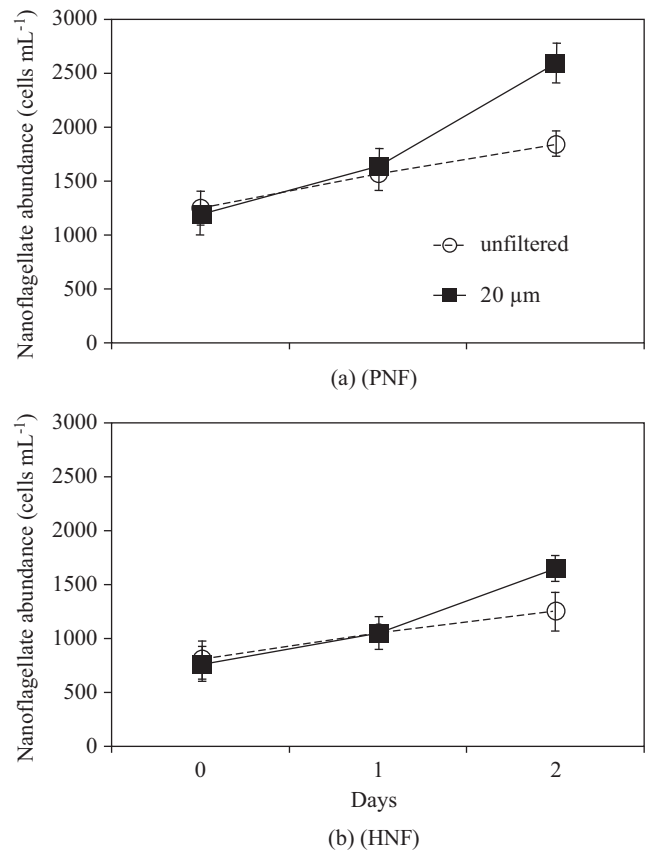 Nanoflagellate abundance (cells mL⁻¹)
3000
2500
2000
1500
1000
500
0
unfiltered
20 µm
(a) (PNF)
Nanoflagellate abundance (cells mL⁻¹)
3000
2500
2000
1500
1000
500
0
0 1 2
Days
(b) (HNF)